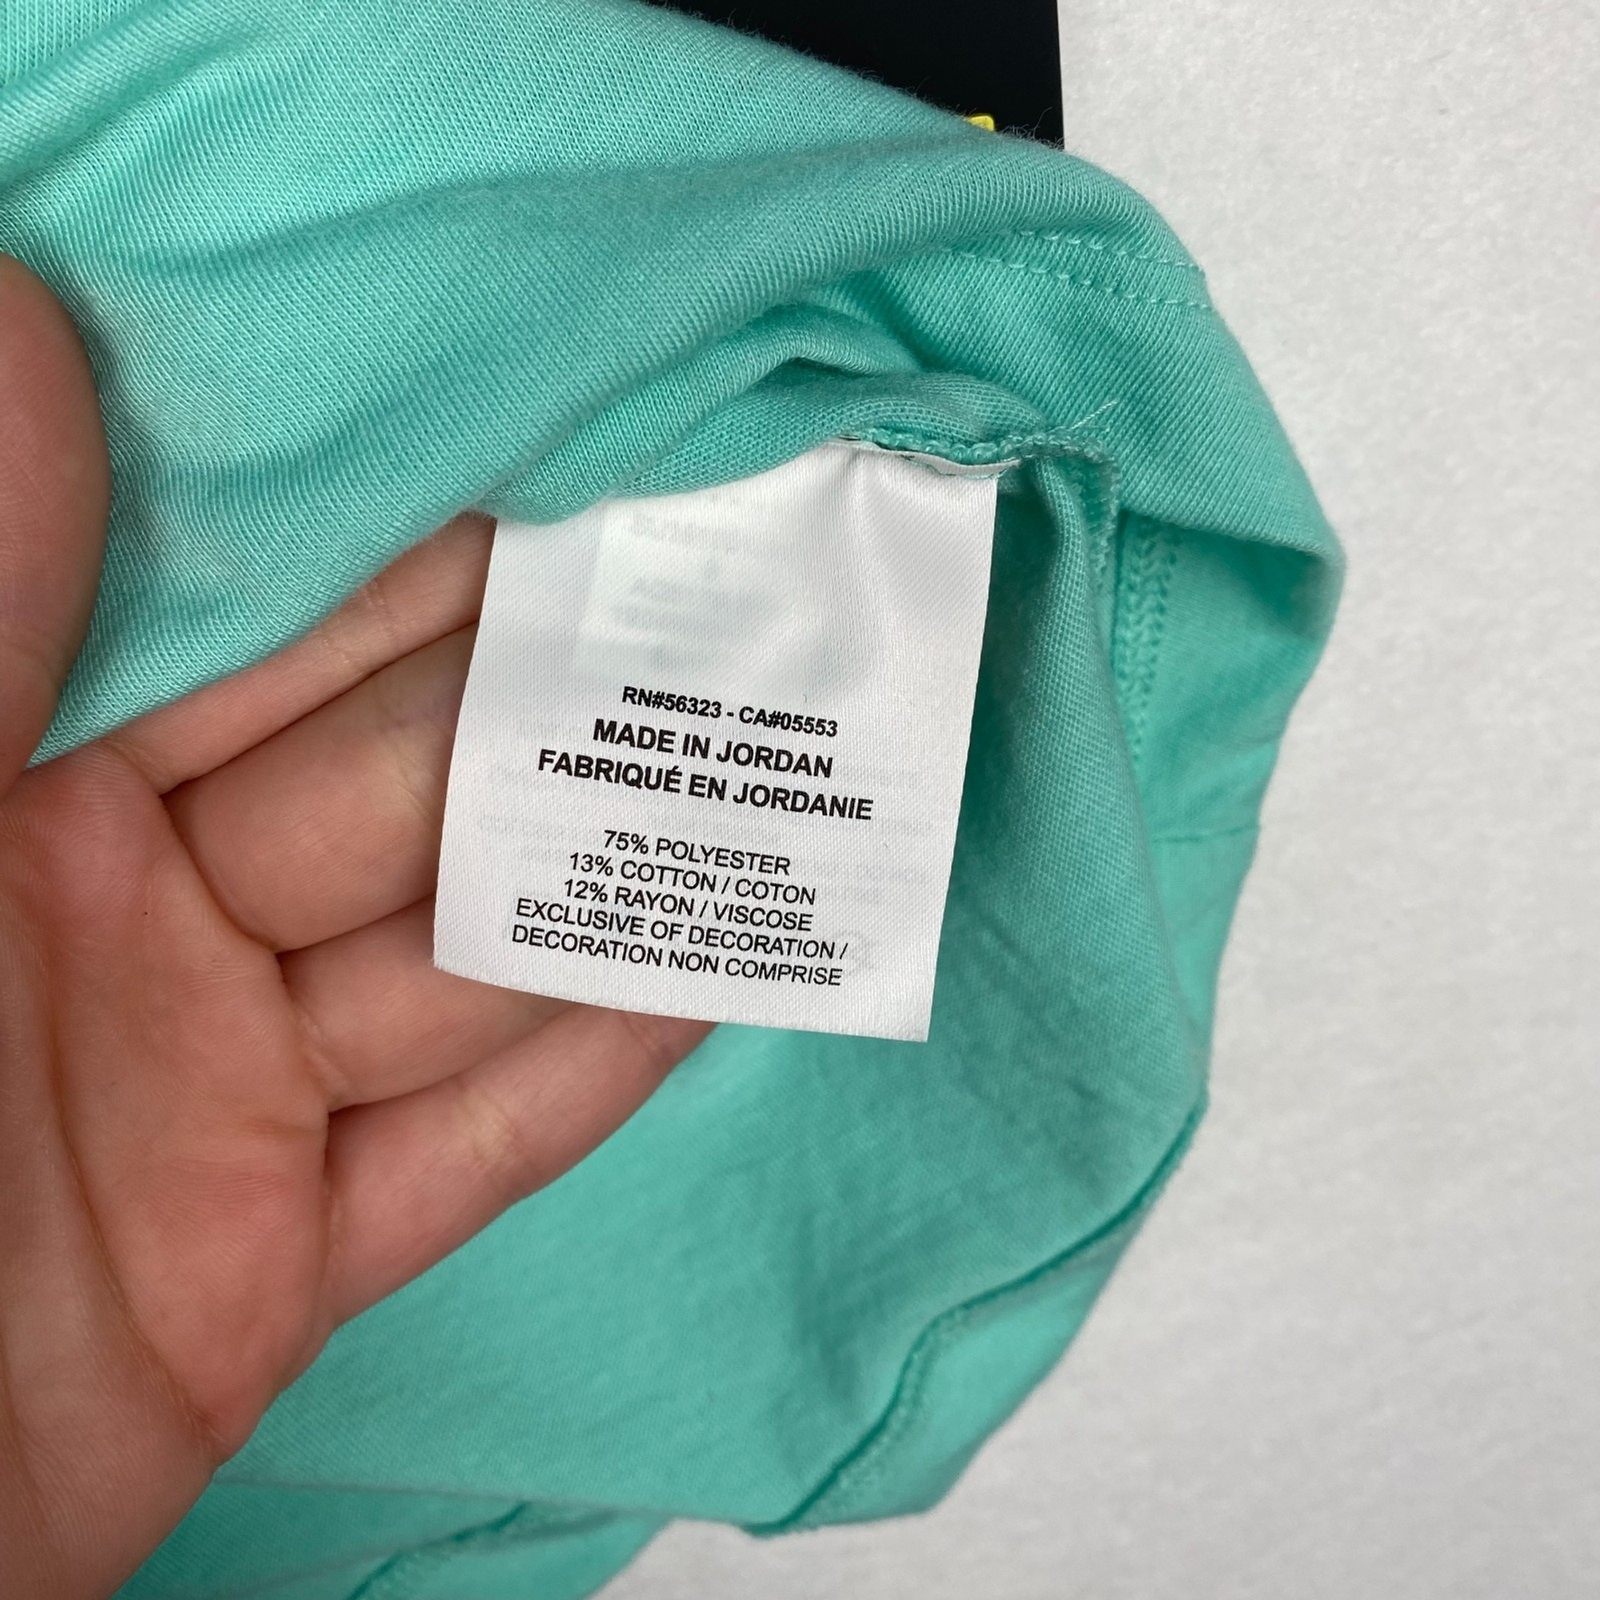 RN#56323 - CA#05553
MADE IN JORDAN
FABRIQUÉ EN JORDANIE
75% POLYESTER
13% COTTON / COTON
12% RAYON / VISCOSE
EXCLUSIVE OF DECORATION /
DECORATION NON COMPRISE